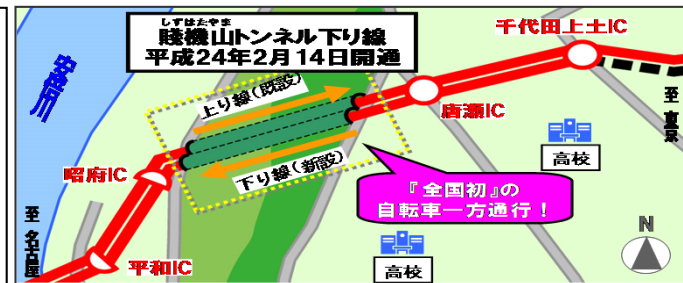 しずはたやま
賤機山トンネル下り線
平成24年2月14日開通
千代田上土IC
安倍川
上り線(既設)
至 東京
唐瀬IC
高校
昭府IC
下り線(新設)
『全国初』の
自転車一方通行!
至 名古屋
平和IC
高校
N